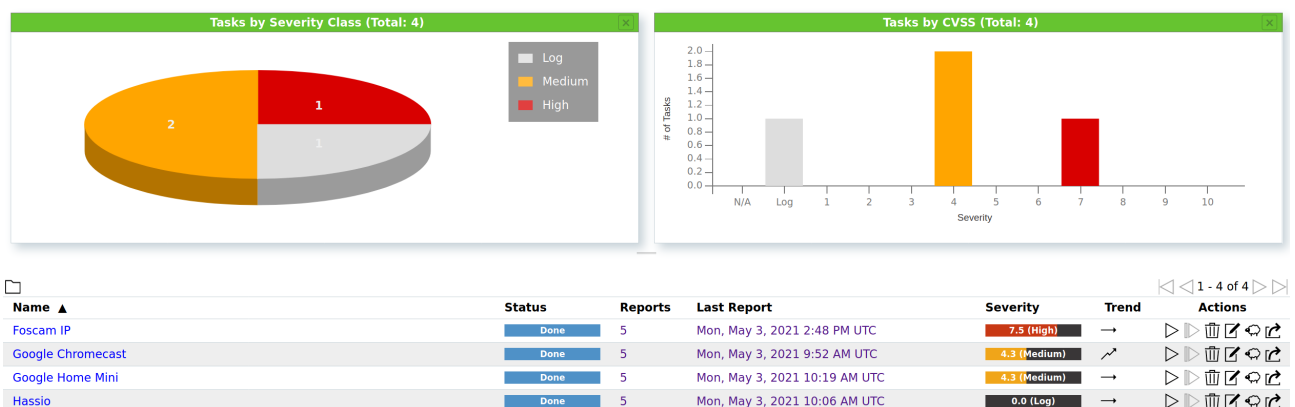 Tasks by Severity Class (Total: 4)
Log
Medium
High
1
2
1
Tasks by CVSS (Total: 4)
2.0
1.8
1.6
1.4
1.2
1.0
0.8
0.6
0.4
0.2
0.0
# of Tasks
N/A Log 1 2 3 4 5 6 7 8 9 10
Severity
1 - 4 of 4
Name ▲ Status Reports Last Report Severity Trend Actions
Foscam IP Done 5 Mon, May 3, 2021 2:48 PM UTC 7.5 (High)
Google Chromecast Done 5 Mon, May 3, 2021 9:52 AM UTC 4.3 (Medium)
Google Home Mini Done 5 Mon, May 3, 2021 10:19 AM UTC 4.3 (Medium)
Hassio Done 5 Mon, May 3, 2021 10:06 AM UTC 0.0 (Log)